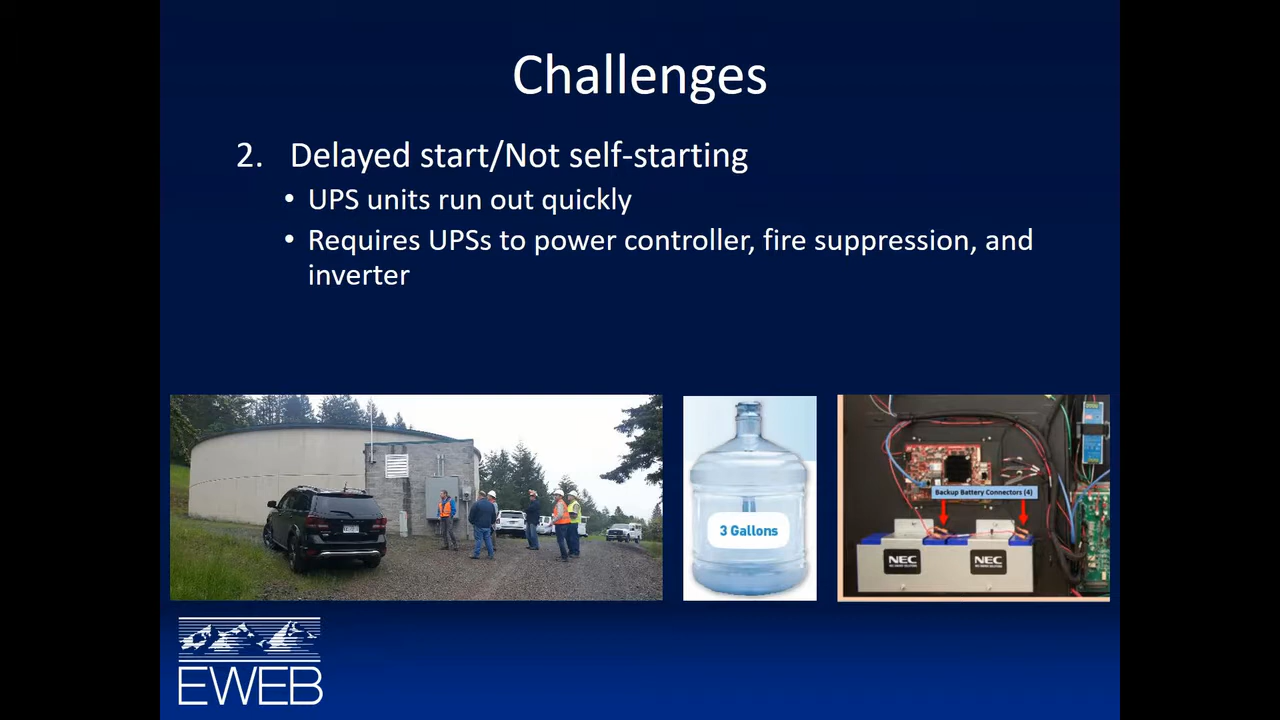 Challenges
2. Delayed start/Not self-starting
• UPS units run out quickly
• Requires UPSs to power controller, fire suppression, and
inverter
3 Gallons
Backup Battery Connectors (4)
NEC
NEC
EWEB